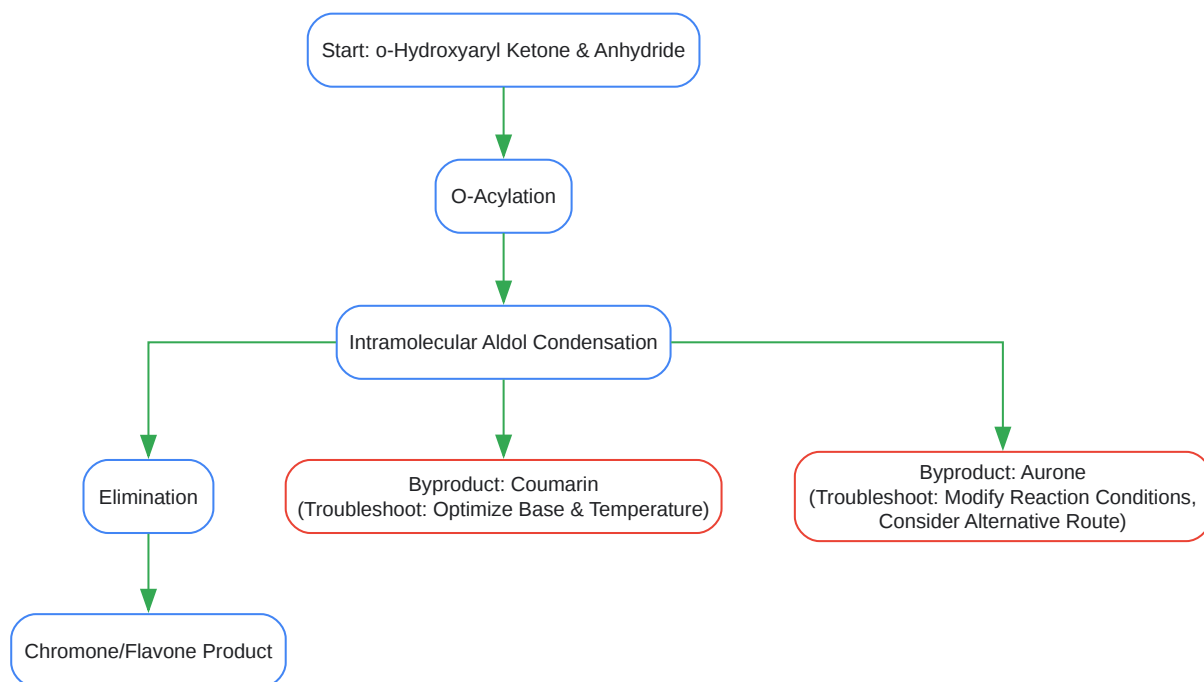 Start: o-Hydroxyaryl Ketone & Anhydride
O-Acylation
Intramolecular Aldol Condensation
Elimination
Byproduct: Coumarin
(Troubleshoot: Optimize Base & Temperature)
Byproduct: Aurone
(Troubleshoot: Modify Reaction Conditions,
Consider Alternative Route)
Chromone/Flavone Product